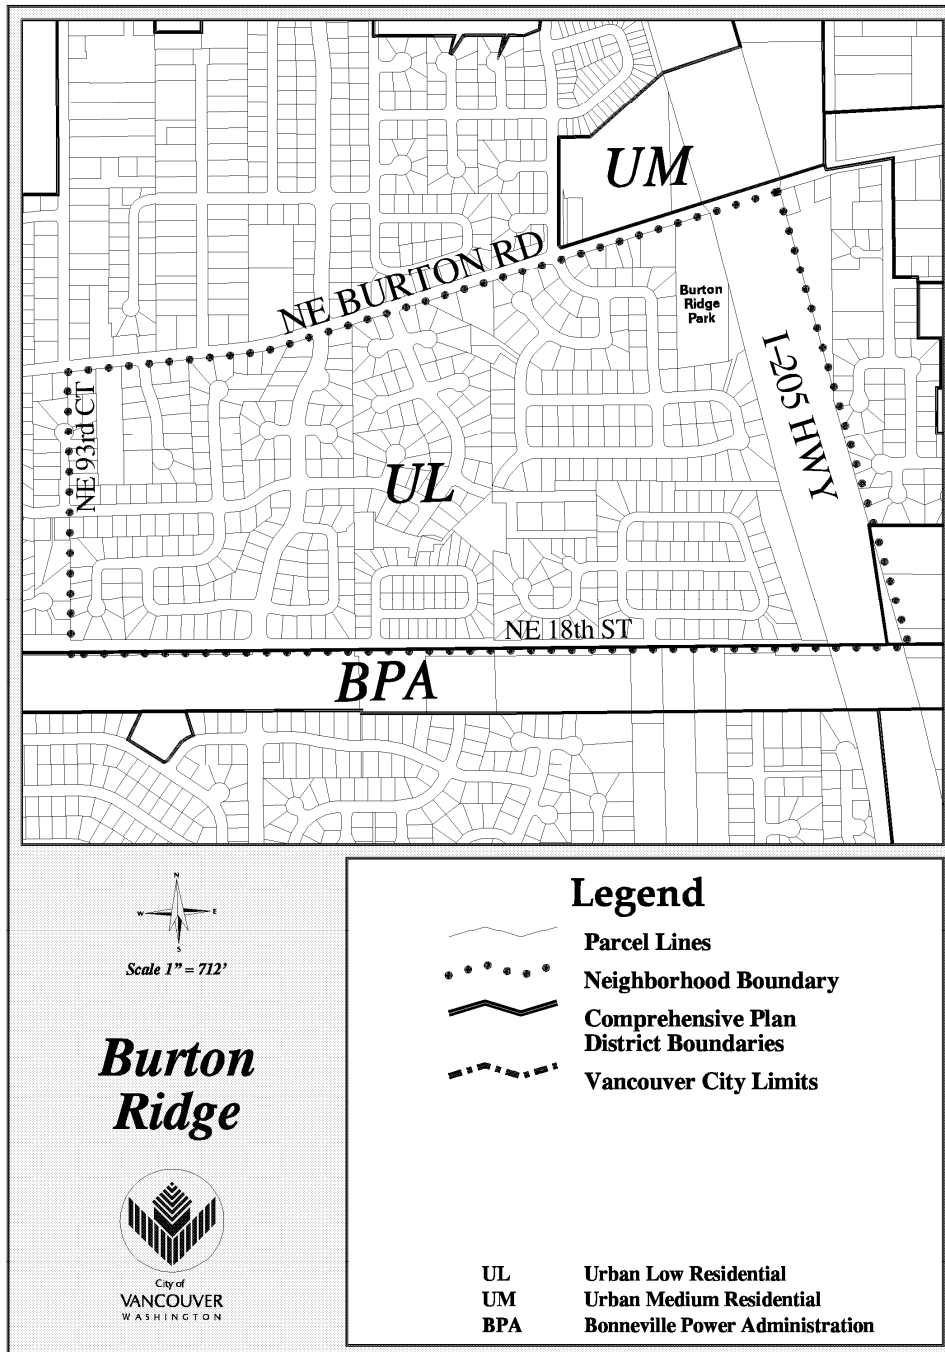 UM
NE BURTON RD
Burton
Ridge
Park
I-205 HWY
NE 93rd CT
UL
NE 18th ST
BPA
N
W E
S
Scale 1" = 712'
Burton
Ridge
City of
VANCOUVER
WASHINGTON
Legend
Parcel Lines
Neighborhood Boundary
Comprehensive Plan
District Boundaries
Vancouver City Limits
UL Urban Low Residential
UM Urban Medium Residential
BPA Bonneville Power Administration